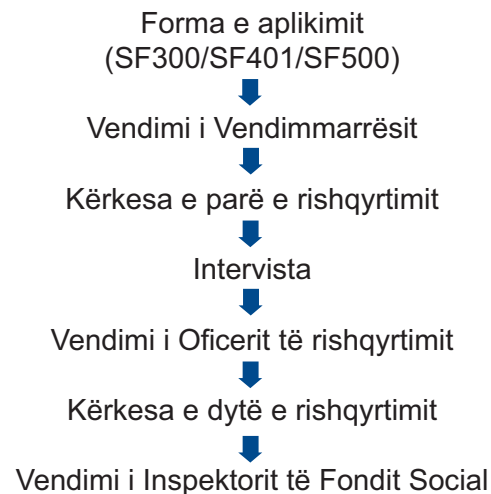 Forma e aplikimit
(SF300/SF401/SF500)
Vendimi i Vendimmarrësit
Kërkesa e parë e rishqyrtimit
Intervista
Vendimi i Oficerit të rishqyrtimit
Kërkesa e dytë e rishqyrtimit
Vendimi i Inspektorit të Fondit Social